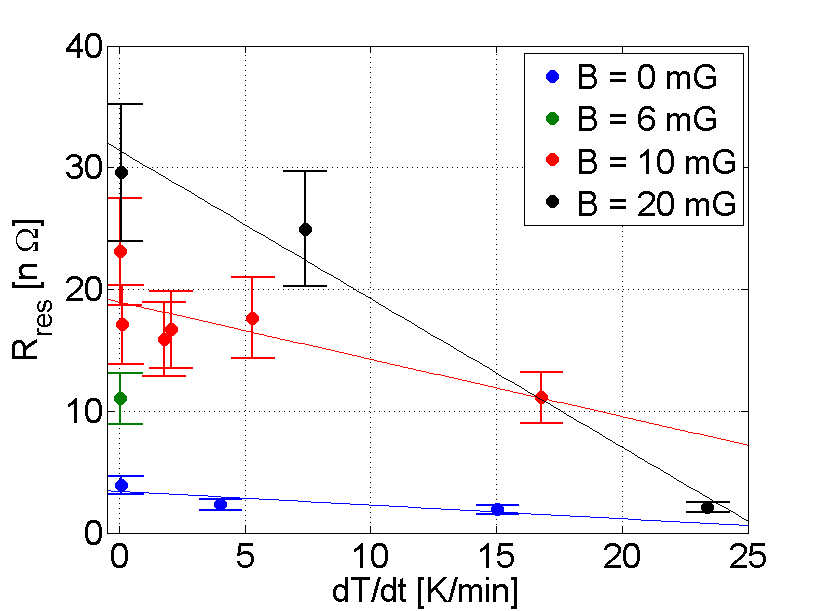 40
30
20
10
0
R_res [n Ω]
B = 0 mG
B = 6 mG
B = 10 mG
B = 20 mG
0 5 10 15 20 25
dT/dt [K/min]